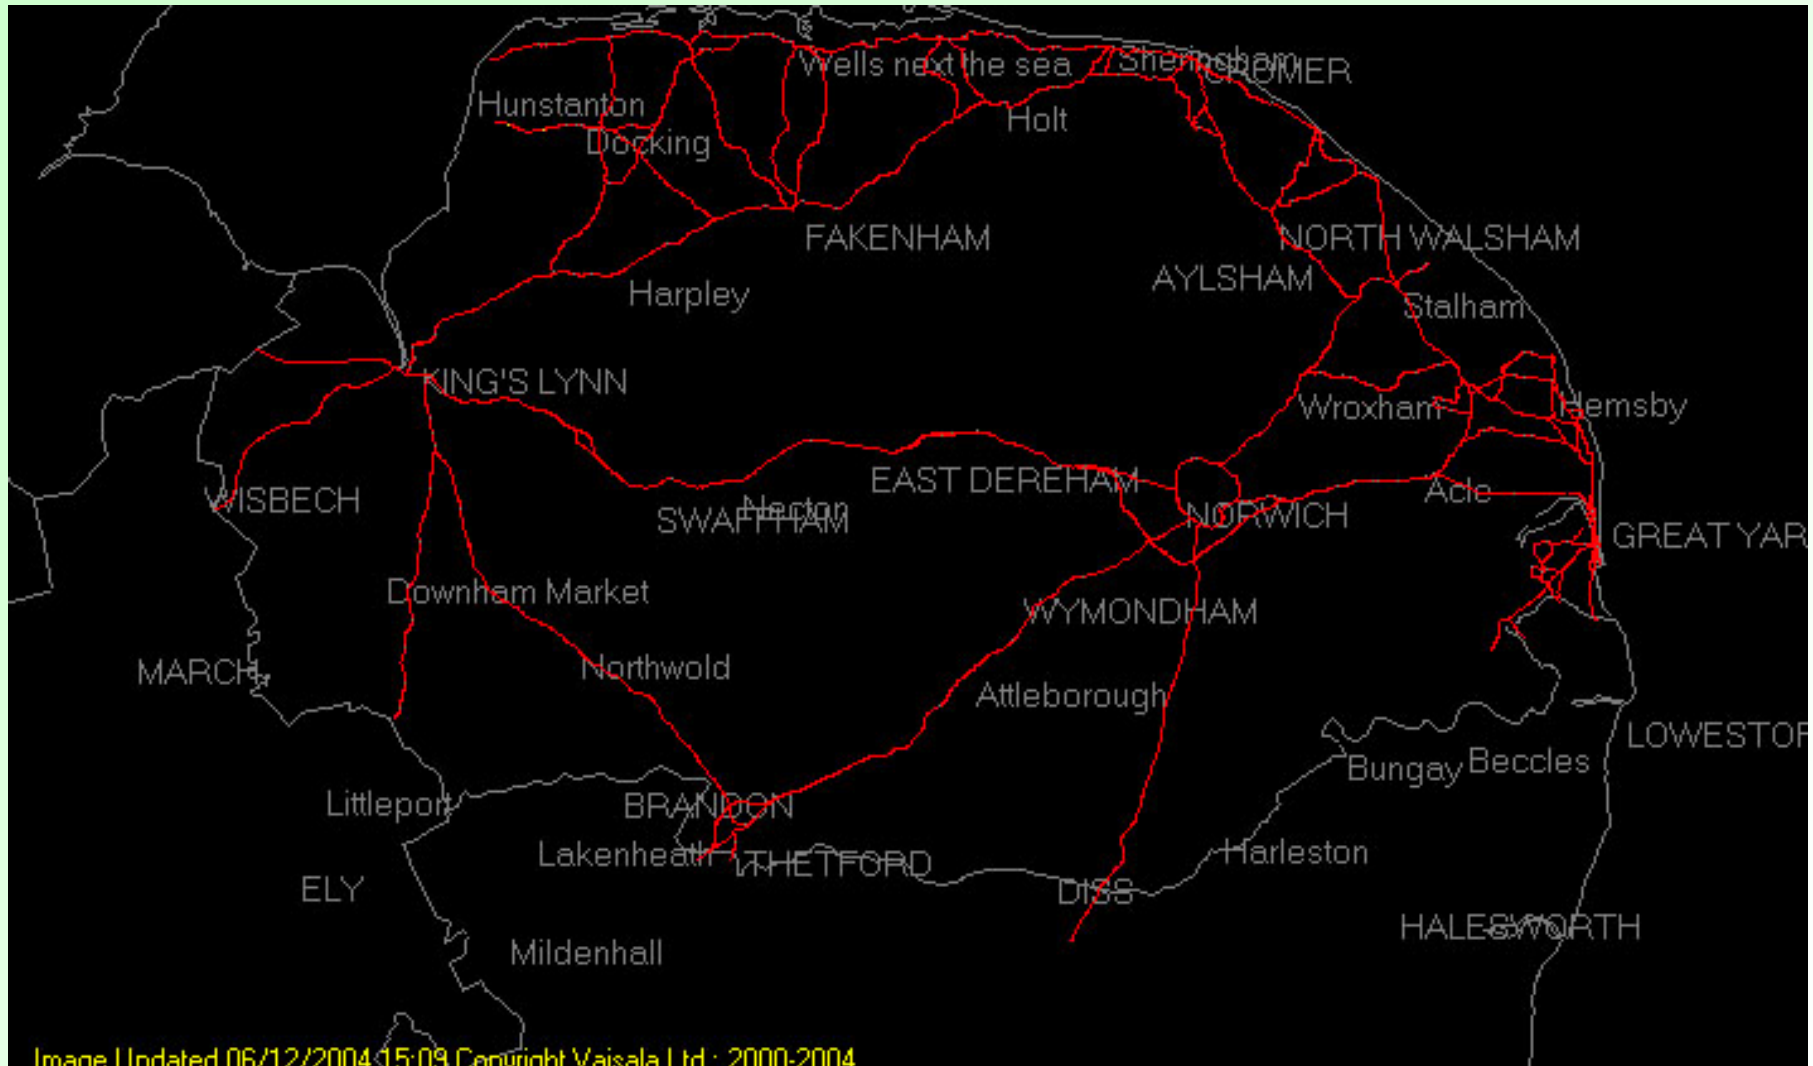 Wells next the sea
Sheringham
CROMER
Hunstanton
Holt
Docking
FAKENHAM
NORTH WALSHAM
AYLSHAM
Harpley
Stalham
KING'S LYNN
Wroxham
Hemsby
EAST DEREHAM
Acle
WISBECH
Necton
SWAFFHAM
NORWICH
GREAT YAR
Downham Market
WYMONDHAM
Northwold
MARCH
Attleborough
LOWESTOF
Bungay
Beccles
Littleport
BRANDON
Lakenheath
THETFORD
Harleston
ELY
DISS
HALESWORTH
Mildenhall
Image Updated 06/12/2004 15:09 Copyright Vaisala Ltd : 2000-2004